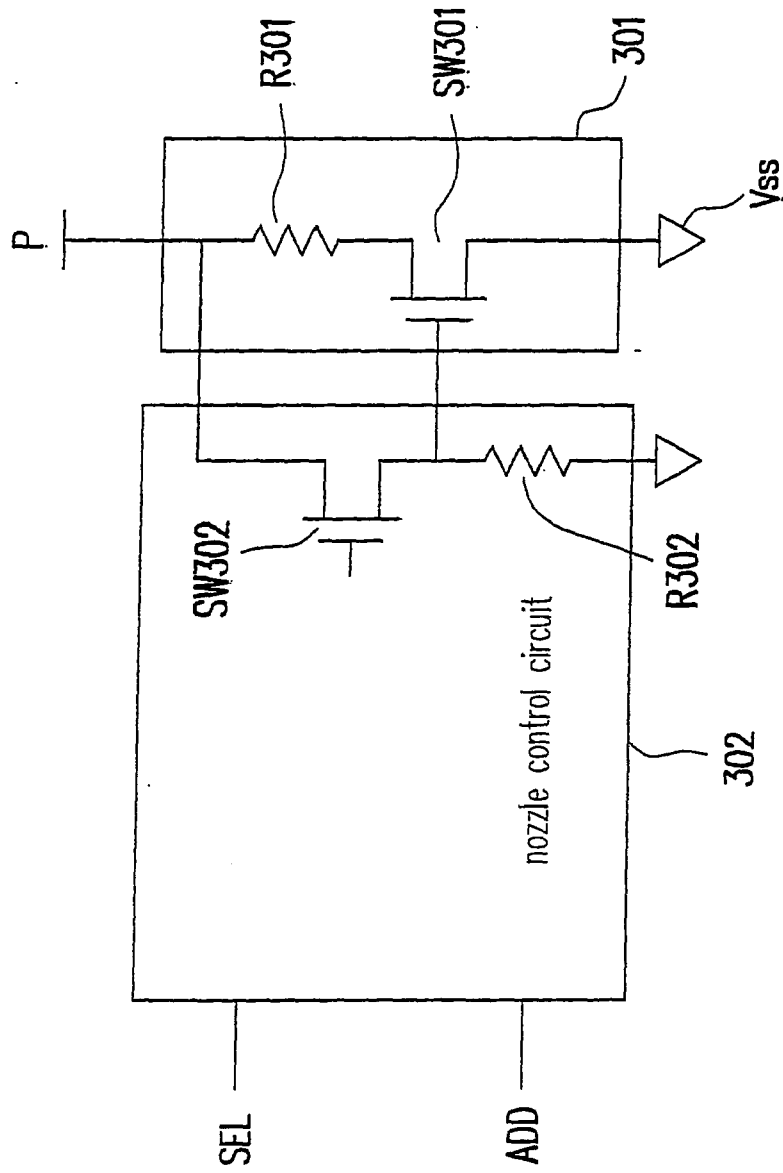 P
R301
SW301
301
Vss
SW302
R302
nozzle control circuit
302
SEL
ADD